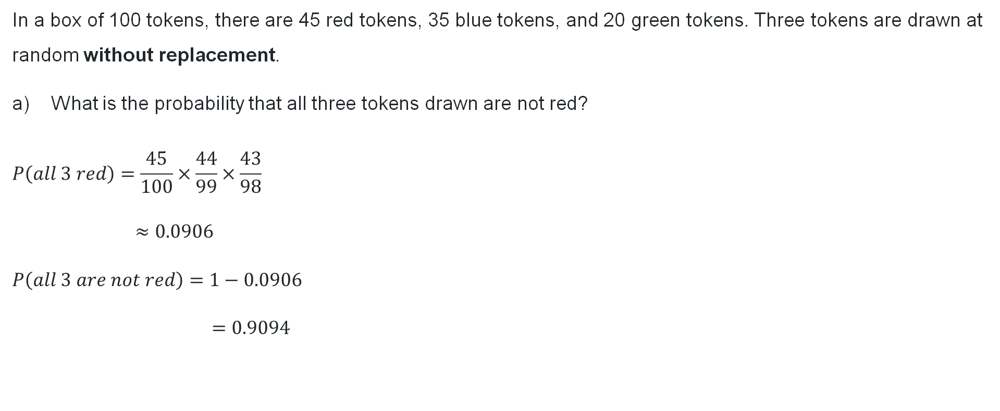 In a box of 100 tokens, there are 45 red tokens, 35 blue tokens, and 20 green tokens. Three tokens are drawn at
random without replacement.
a) What is the probability that all three tokens drawn are not red?
P(all 3 red) = 45/100 × 44/99 × 43/98
≈ 0.0906
P(all 3 are not red) = 1 − 0.0906
= 0.9094